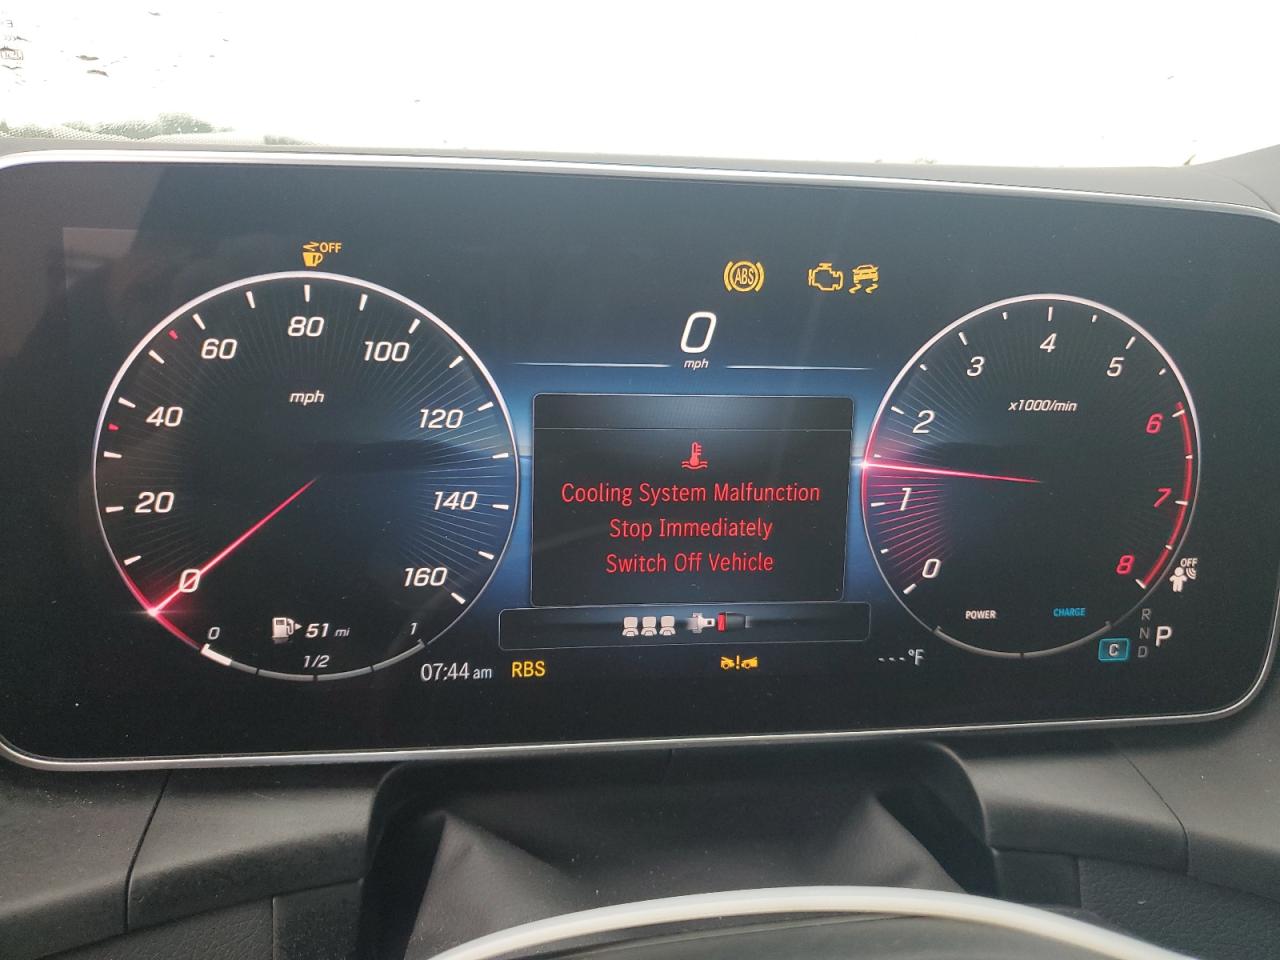 OFF
ABS
0
mph
0
20
40
60
80
100
120
140
160
mph
0
1/2
1
51 mi
07:44 am
RBS
Cooling System Malfunction
Stop Immediately
Switch Off Vehicle
---°F
0
1
2
3
4
5
6
7
8
x1000/min
POWER
CHARGE
OFF
R
N
D
P
C